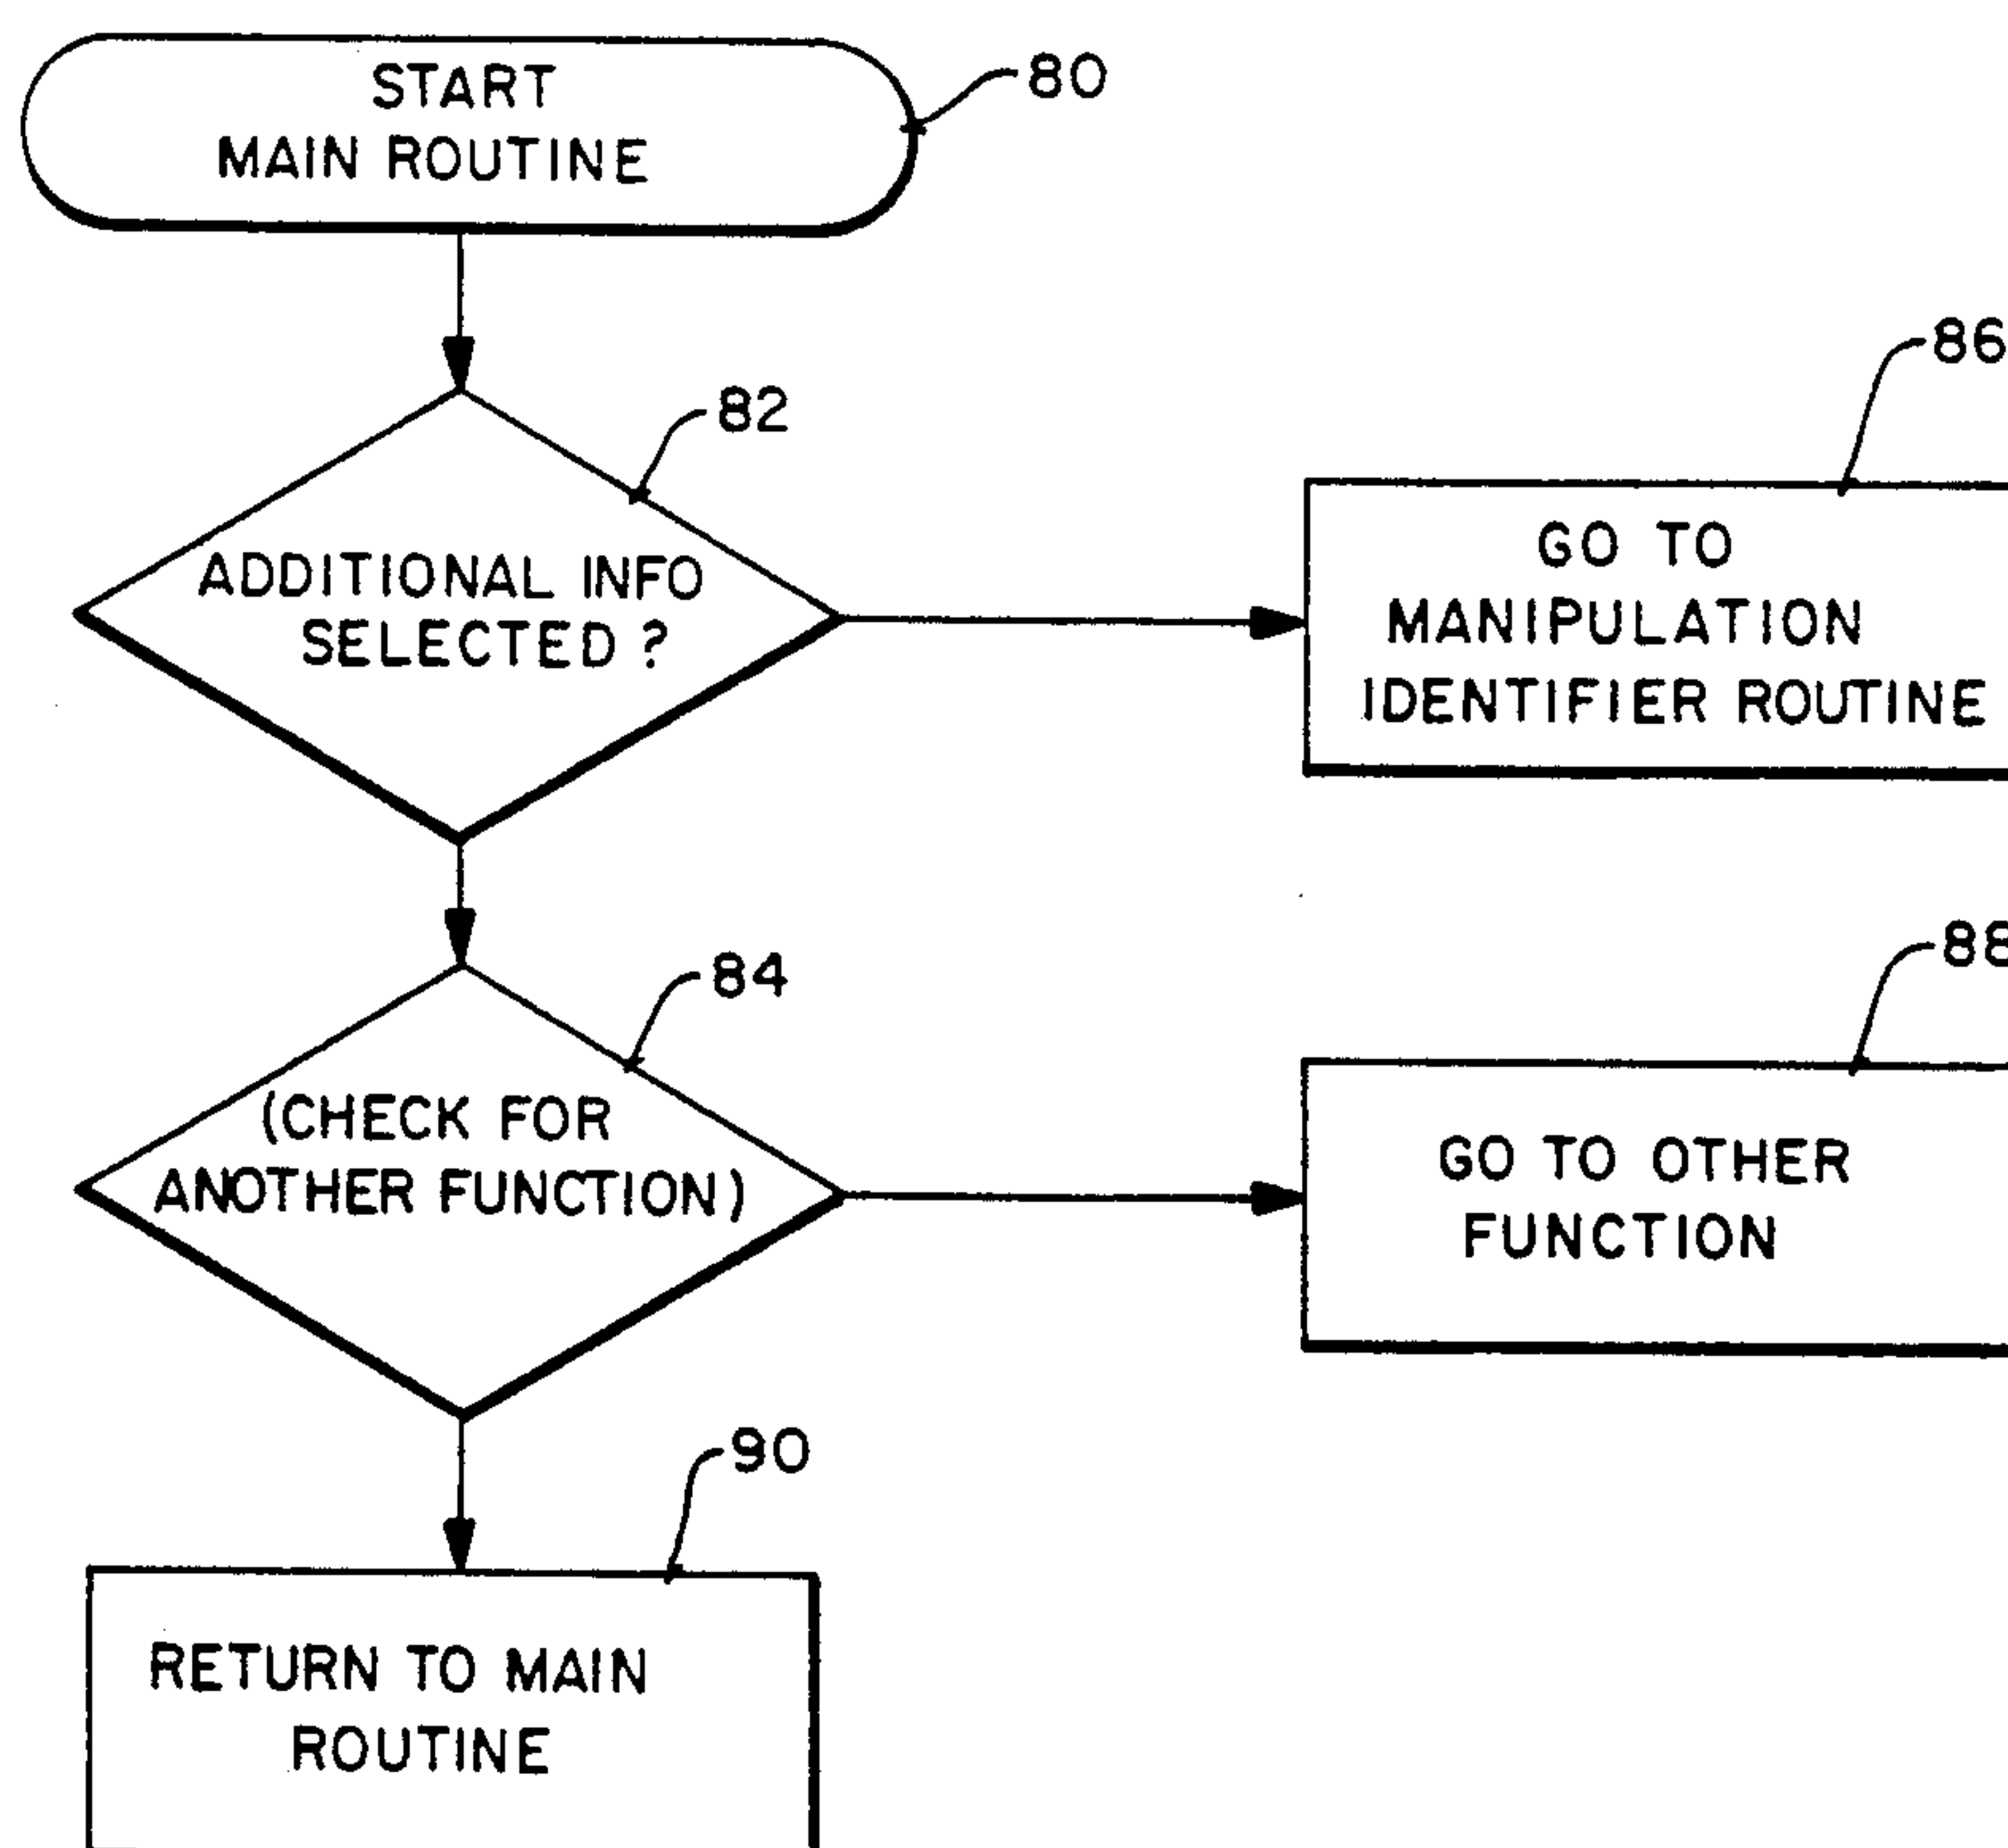 START
MAIN ROUTINE
80
82
ADDITIONAL INFO
SELECTED ?
86
GO TO
MANIPULATION
IDENTIFIER ROUTINE
84
(CHECK FOR
ANOTHER FUNCTION)
88
GO TO OTHER
FUNCTION
90
RETURN TO MAIN
ROUTINE